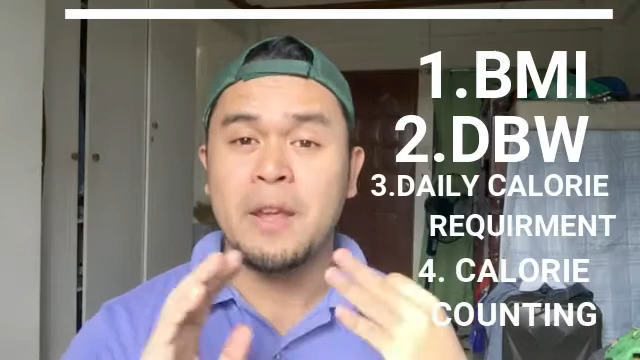 1.BMI
2.DBW
3.DAILY CALORIE
REQUIRMENT
4. CALORIE
COUNTING